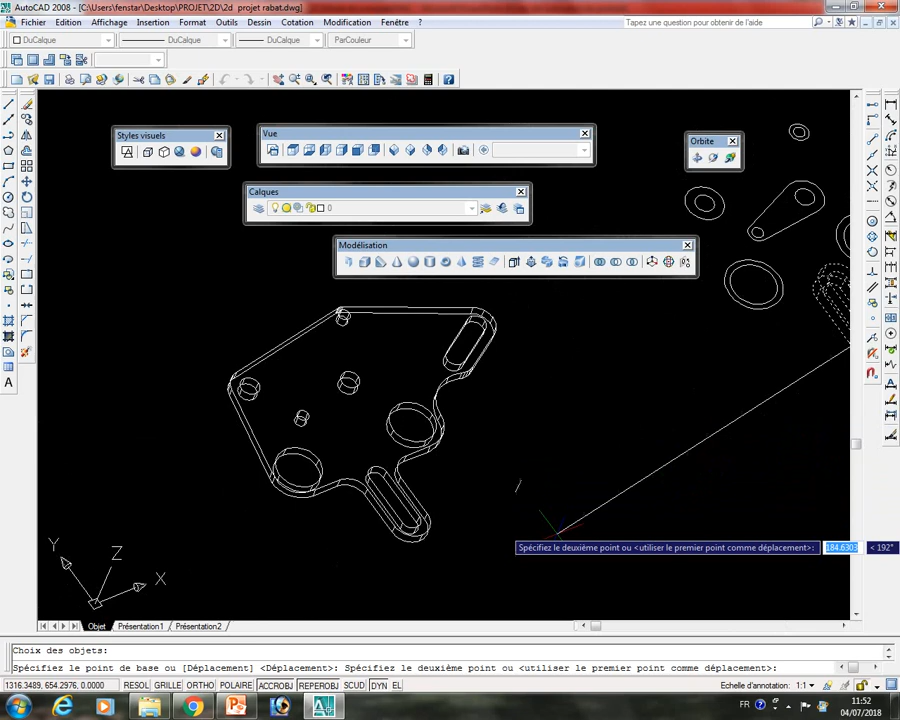 AutoCAD 2008 - [C:\Users\fenstar\Desktop\PROJET\2D\2d projet rabat.dwg]
Fichier Edition Affichage Insertion Format Outils Dessin Cotation Modification Fenêtre ?
Tapez une question pour obtenir de l'aide
DuCalque DuCalque DuCalque ParCouleur
Styles visuels
Vue
Orbite
Calques
0
Modélisation
Spécifiez le deuxième point ou <utiliser le premier point comme déplacement>: 184.6303 < 192°
Y
Z
X
Objet Présentation1 Présentation2
Choix des objets:
Spécifiez le point de base ou [Déplacement] <Déplacement>: Spécifiez le deuxième point ou <utiliser le premier point comme déplacement>:
1316.3489, 654.2976, 0.0000 RESOL GRILLE ORTHO POLAIRE ACCROBJ REPEROBJ SCUD DYN EL Echelle d'annotation: 1:1
A
FR
11:52
04/07/2018